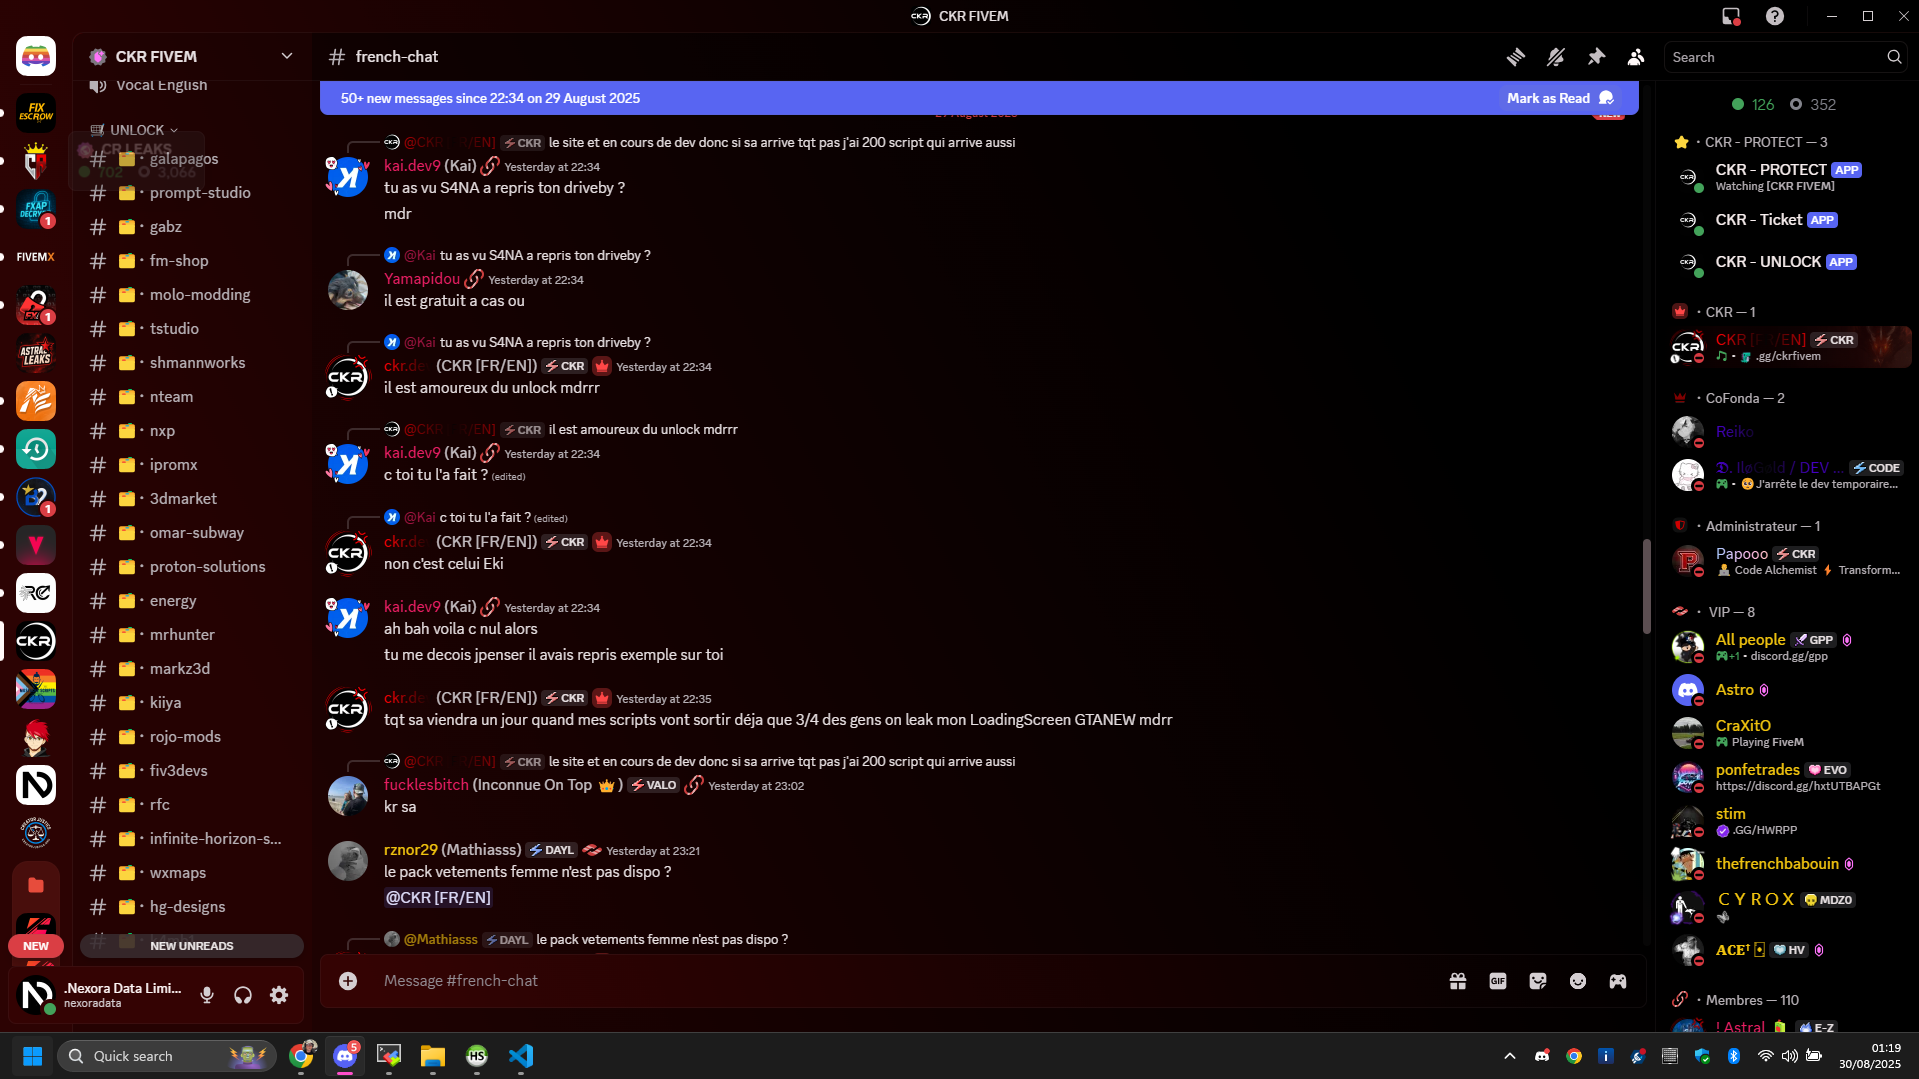 CKR FIVEM
CKR FIVEM
Vocal English
UNLOCK
CR LEAKS
702 3,066
galapagos
prompt-studio
gabz
fm-shop
molo-modding
tstudio
shmannworks
nteam
nxp
ipromx
3dmarket
omar-subway
proton-solutions
energy
mrhunter
markz3d
kiiya
rojo-mods
fiv3devs
rfc
infinite-horizon-s...
wxmaps
hg-designs
NEW
NEW UNREADS
.Nexora Data Limi...
nexoradata
FIX ESCROW
FXAP DECRYPT
FIVEMX
ASTRAL LEAKS
CKR
# french-chat
Search
50+ new messages since 22:34 on 29 August 2025
Mark as Read
@CKR [FR/EN] CKR le site et en cours de dev donc si sa arrive tqt pas j'ai 200 script qui arrive aussi
kai.dev9 (Kai) Yesterday at 22:34
tu as vu S4NA a repris ton driveby ?
mdr
@Kai tu as vu S4NA a repris ton driveby ?
Yamapidou Yesterday at 22:34
il est gratuit a cas ou
@Kai tu as vu S4NA a repris ton driveby ?
ckr.de (CKR [FR/EN]) CKR Yesterday at 22:34
il est amoureux du unlock mdrrr
@CKR [FR/EN] CKR il est amoureux du unlock mdrrr
kai.dev9 (Kai) Yesterday at 22:34
c toi tu l'a fait ? (edited)
@Kai c toi tu l'a fait ? (edited)
ckr.de (CKR [FR/EN]) CKR Yesterday at 22:34
non c'est celui Eki
kai.dev9 (Kai) Yesterday at 22:34
ah bah voila c nul alors
tu me decois jpenser il avais repris exemple sur toi
ckr.de (CKR [FR/EN]) CKR Yesterday at 22:35
tqt sa viendra un jour quand mes scripts vont sortir déja que 3/4 des gens on leak mon LoadingScreen GTANEW mdrr
@CKR [FR/EN] CKR le site et en cours de dev donc si sa arrive tqt pas j'ai 200 script qui arrive aussi
fucklesbitch (Inconnue On Top 👑 ) VALO Yesterday at 23:02
kr sa
rznor29 (Mathiasss) DAYL Yesterday at 23:21
le pack vetements femme n'est pas dispo ?
@CKR [FR/EN]
@Mathiasss DAYL le pack vetements femme n'est pas dispo ?
Message #french-chat
GIF
126 352
CKR - PROTECT — 3
CKR - PROTECT APP
Watching [CKR FIVEM]
CKR - Ticket APP
CKR - UNLOCK APP
CKR — 1
CKR [FR/EN] CKR
.gg/ckrfivem
CoFonda — 2
Reiko
D. IløGold / DEV ... CODE
J'arrête le dev temporaire...
Administrateur — 1
Papooo CKR
Code Alchemist Transform...
VIP — 8
All people GPP
+1 • discord.gg/gpp
Astro
CraXitO
Playing FiveM
ponfetrades EVO
https://discord.gg/hxtUTBAPGt
stim
.GG/HWRPP
thefrenchbabouin
C Y R O X MDZ0
ACE† HV
Membres — 110
! Astral E-Z
Quick search
01:19
30/08/2025